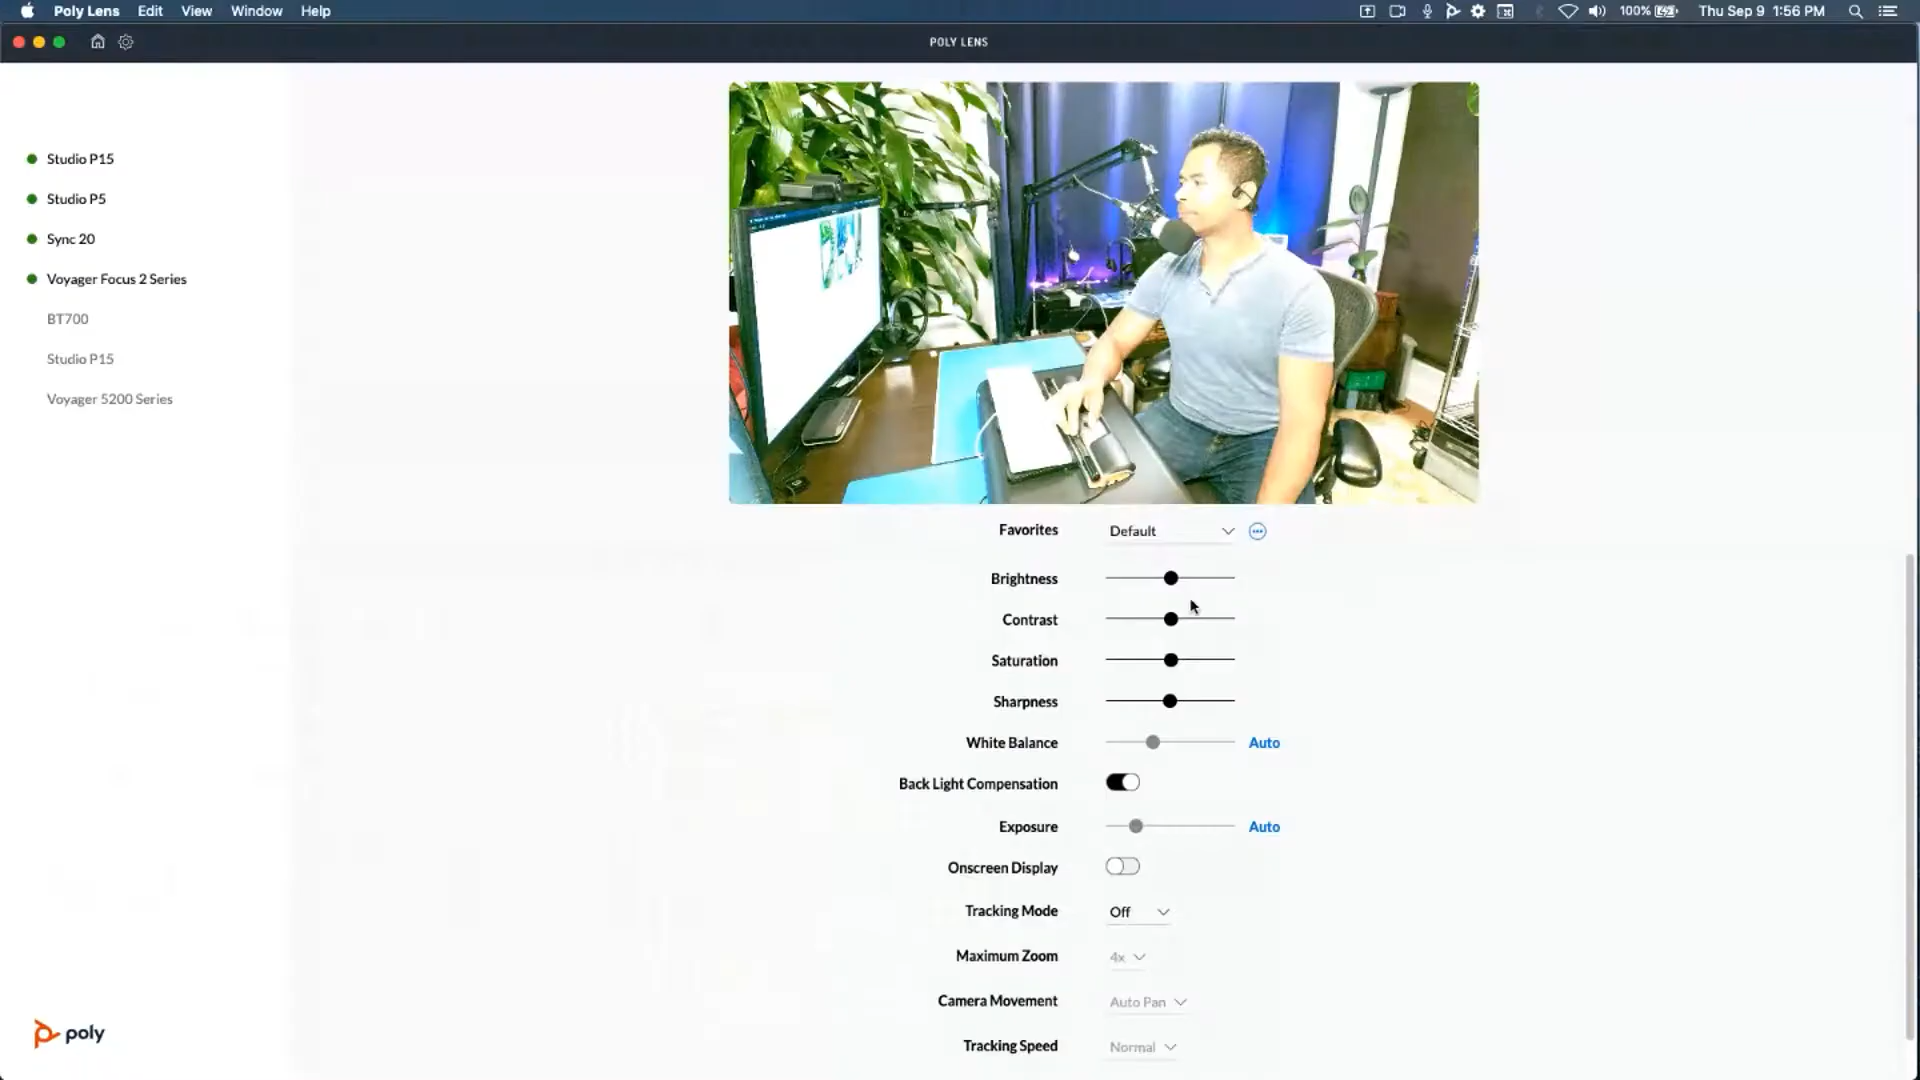 Poly Lens Edit View Window Help 100% Thu Sep 9 1:56 PM
POLY LENS
Studio P15
Studio P5
Sync 20
Voyager Focus 2 Series
BT700
Studio P15
Voyager 5200 Series
Favorites Default
Brightness
Contrast
Saturation
Sharpness
White Balance Auto
Back Light Compensation
Exposure Auto
Onscreen Display
Tracking Mode Off
Maximum Zoom 4x
Camera Movement Auto Pan
Tracking Speed Normal
poly